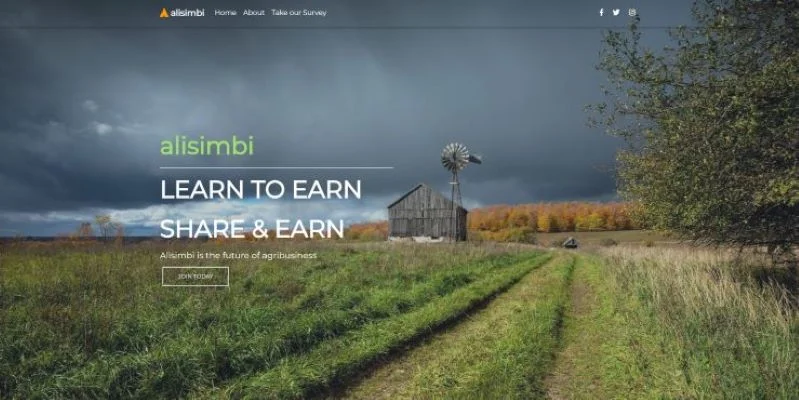 alisimbi Home About Take our Survey
alisimbi
LEARN TO EARN
SHARE & EARN
Alisimbi is the future of agribusiness
JOIN TODAY